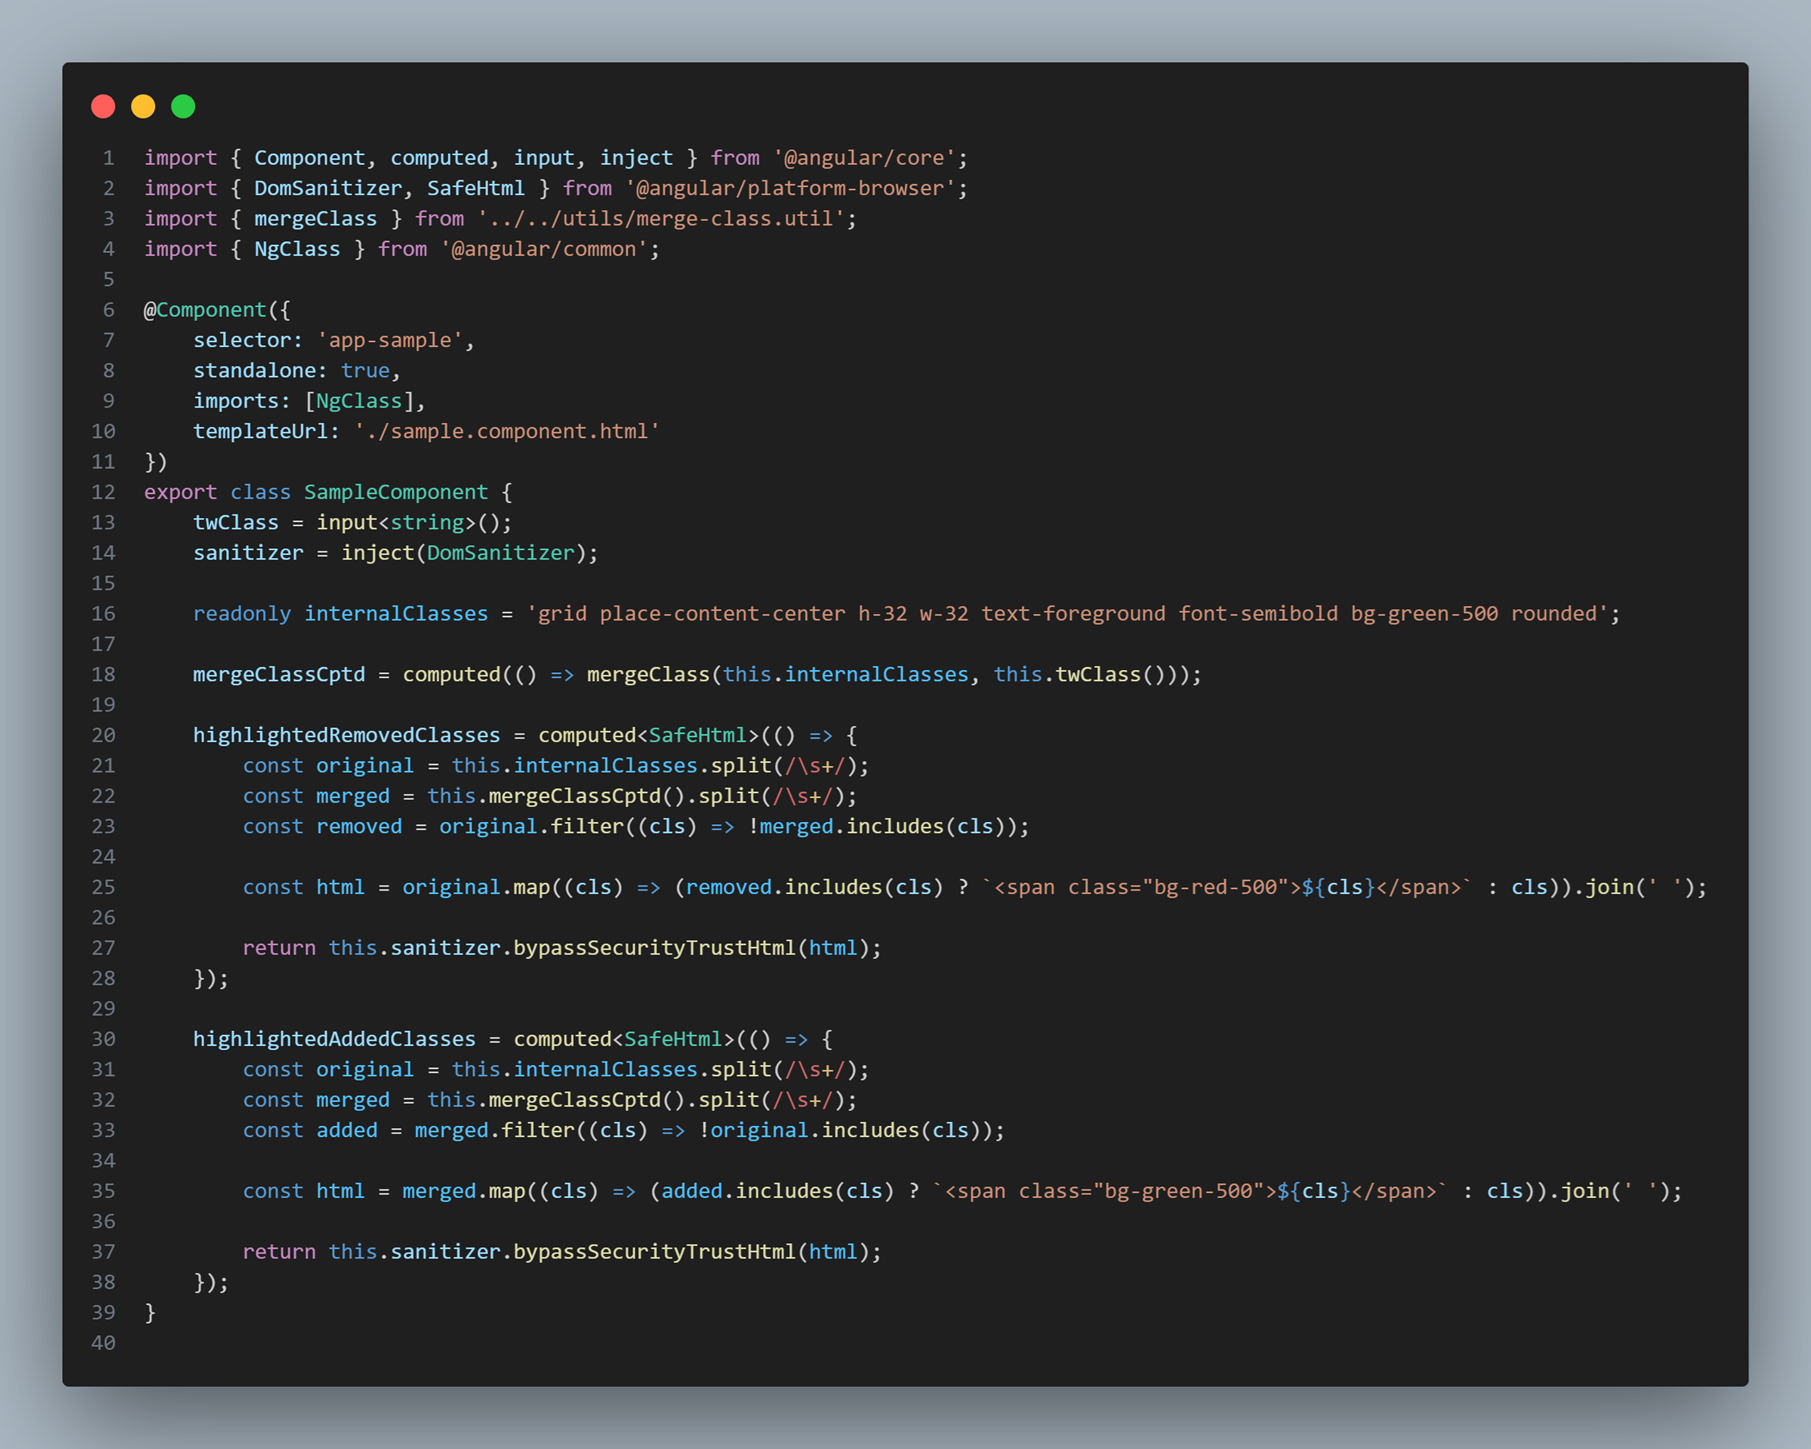 1 import { Component, computed, input, inject } from '@angular/core';
2 import { DomSanitizer, SafeHtml } from '@angular/platform-browser';
3 import { mergeClass } from '../../utils/merge-class.util';
4 import { NgClass } from '@angular/common';
5
6 @Component({
7     selector: 'app-sample',
8     standalone: true,
9     imports: [NgClass],
10     templateUrl: './sample.component.html'
11 })
12 export class SampleComponent {
13     twClass = input<string>();
14     sanitizer = inject(DomSanitizer);
15
16     readonly internalClasses = 'grid place-content-center h-32 w-32 text-foreground font-semibold bg-green-500 rounded';
17
18     mergeClassCptd = computed(() => mergeClass(this.internalClasses, this.twClass()));
19
20     highlightedRemovedClasses = computed<SafeHtml>(() => {
21         const original = this.internalClasses.split(/\s+/);
22         const merged = this.mergeClassCptd().split(/\s+/);
23         const removed = original.filter((cls) => !merged.includes(cls));
24
25         const html = original.map((cls) => (removed.includes(cls) ? `<span class="bg-red-500">${cls}</span>` : cls)).join(' ');
26
27         return this.sanitizer.bypassSecurityTrustHtml(html);
28     });
29
30     highlightedAddedClasses = computed<SafeHtml>(() => {
31         const original = this.internalClasses.split(/\s+/);
32         const merged = this.mergeClassCptd().split(/\s+/);
33         const added = merged.filter((cls) => !original.includes(cls));
34
35         const html = merged.map((cls) => (added.includes(cls) ? `<span class="bg-green-500">${cls}</span>` : cls)).join(' ');
36
37         return this.sanitizer.bypassSecurityTrustHtml(html);
38     });
39 }
40